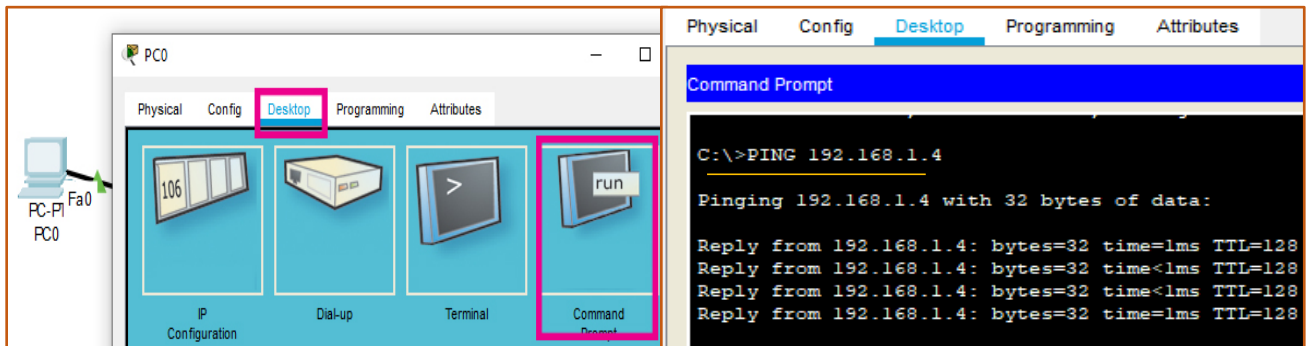 PC0
Physical Config Desktop Programming Attributes
106
>
run
IP
Configuration
Dial-up
Terminal
Command
Prompt
Fa0
PC-PT
PC0
Physical Config Desktop Programming Attributes
Command Prompt
C:\>PING 192.168.1.4
Pinging 192.168.1.4 with 32 bytes of data:
Reply from 192.168.1.4: bytes=32 time=1ms TTL=128
Reply from 192.168.1.4: bytes=32 time<1ms TTL=128
Reply from 192.168.1.4: bytes=32 time<1ms TTL=128
Reply from 192.168.1.4: bytes=32 time=1ms TTL=128